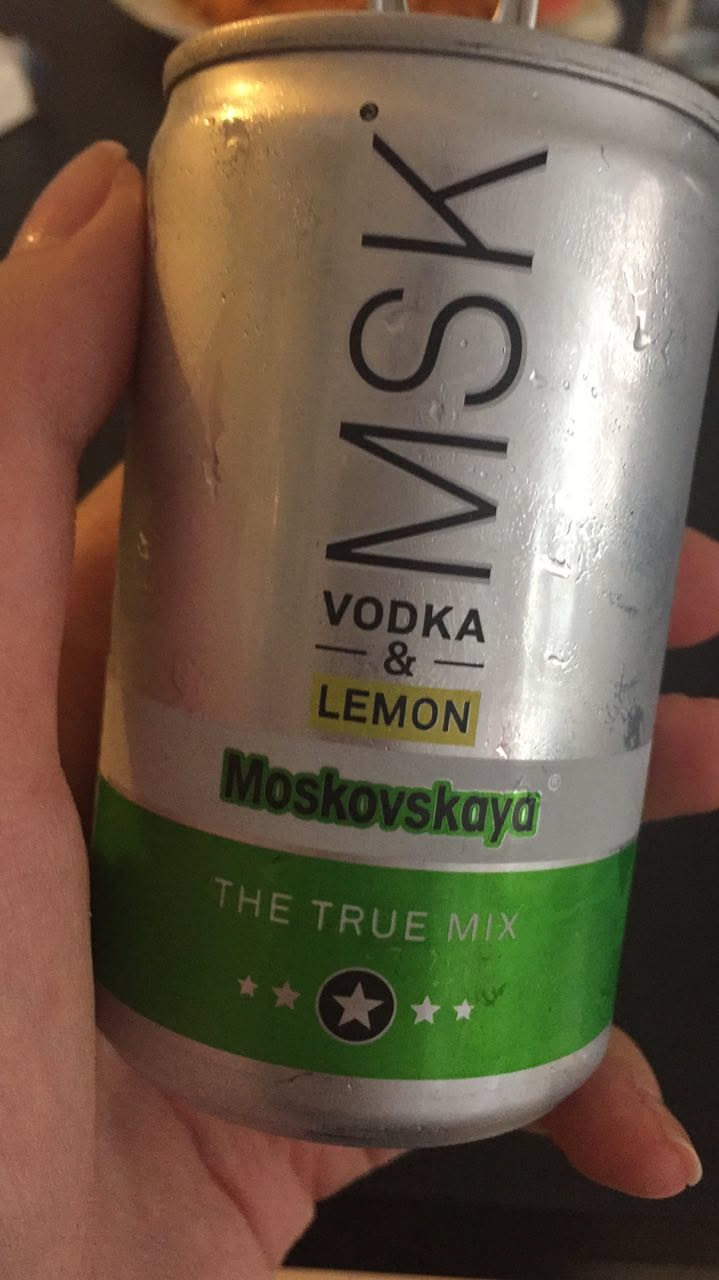 MSK
VODKA
&
LEMON
Moskovskaya®
THE TRUE MIX